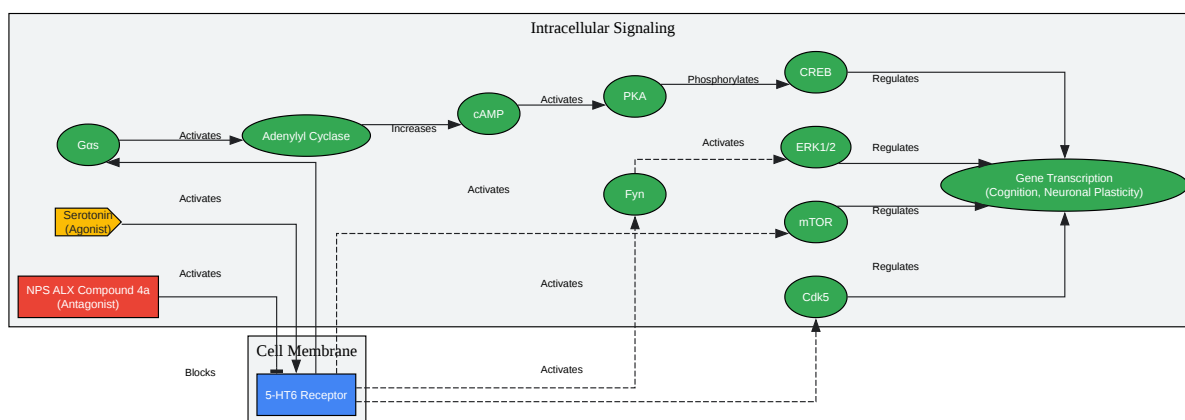 Intracellular Signaling
CREB
Regulates
Phosphorylates
PKA
Activates
cAMP
Increases
Adenylyl Cyclase
Activates
Gαs
Activates
ERK1/2
Regulates
Gene Transcription
(Cognition, Neuronal Plasticity)
Fyn
Activates
Activates
Serotonin
(Agonist)
mTOR
Regulates
Activates
NPS ALX Compound 4a
(Antagonist)
Activates
Cdk5
Regulates
Cell Membrane
Blocks
5-HT6 Receptor
Activates